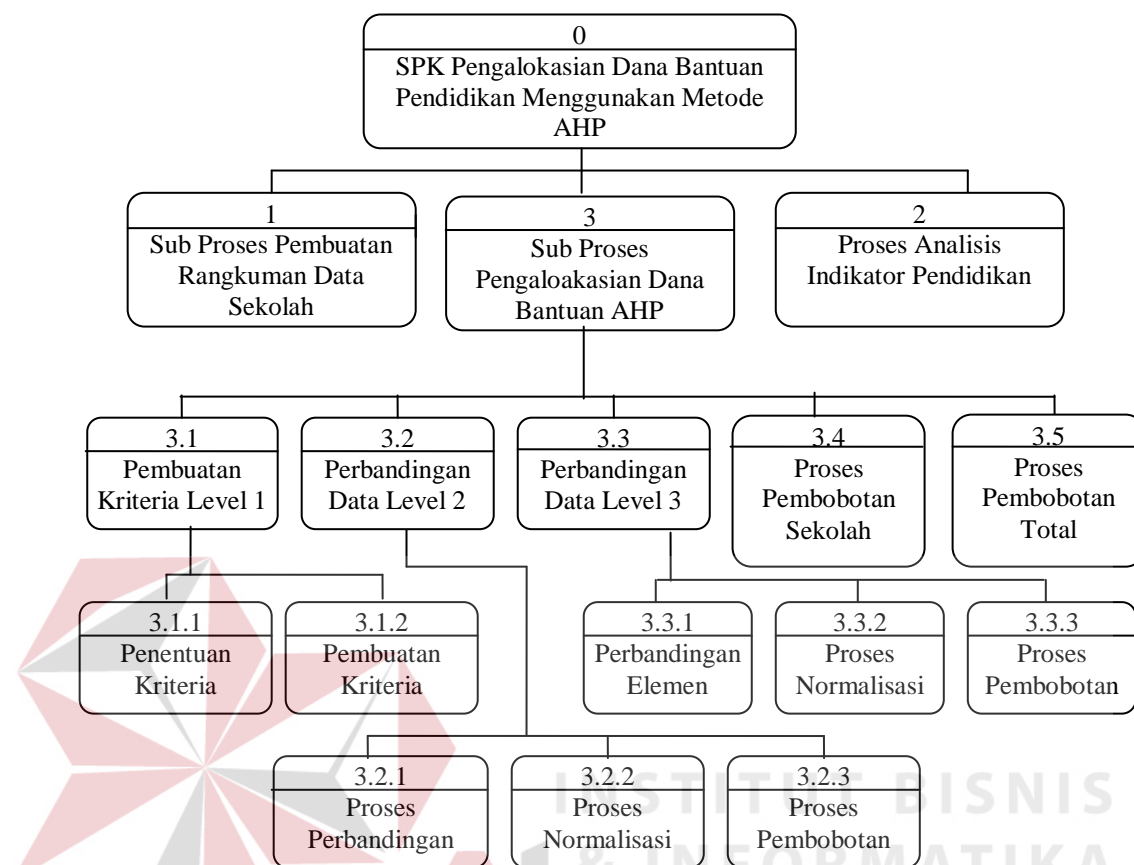 0
SPK Pengalokasian Dana Bantuan
Pendidikan Menggunakan Metode
AHP
1
Sub Proses Pembuatan
Rangkuman Data
Sekolah
3
Sub Proses
Pengaloakasian Dana
Bantuan AHP
2
Proses Analisis
Indikator Pendidikan
3.1
Pembuatan
Kriteria Level 1
3.2
Perbandingan
Data Level 2
3.3
Perbandingan
Data Level 3
3.4
Proses
Pembobotan
Sekolah
3.5
Proses
Pembobotan
Total
3.1.1
Penentuan
Kriteria
3.1.2
Pembuatan
Kriteria
3.3.1
Perbandingan
Elemen
3.3.2
Proses
Normalisasi
3.3.3
Proses
Pembobotan
3.2.1
Proses
Perbandingan
3.2.2
Proses
Normalisasi
3.2.3
Proses
Pembobotan
INSTITUT BISNIS
& INFORMATIKA